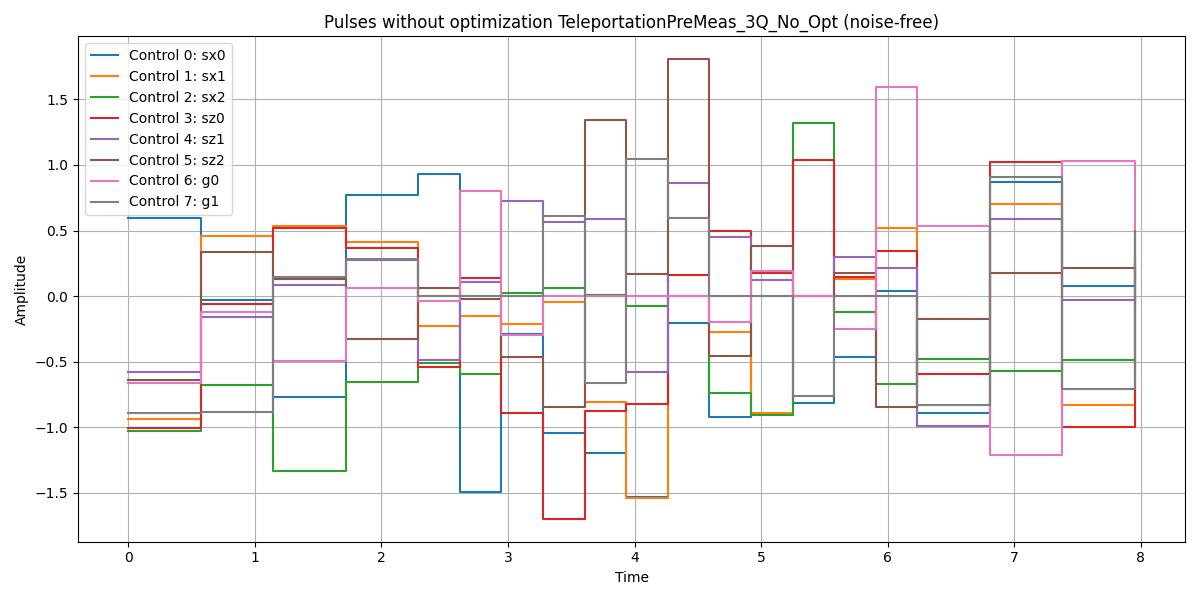 Pulses without optimization TeleportationPreMeas_3Q_No_Opt (noise-free)
Control 0: sx0
Control 1: sx1
Control 2: sx2
Control 3: sz0
Control 4: sz1
Control 5: sz2
Control 6: g0
Control 7: g1
Amplitude
1.5
1.0
0.5
0.0
−0.5
−1.0
−1.5
0 1 2 3 4 5 6 7 8
Time